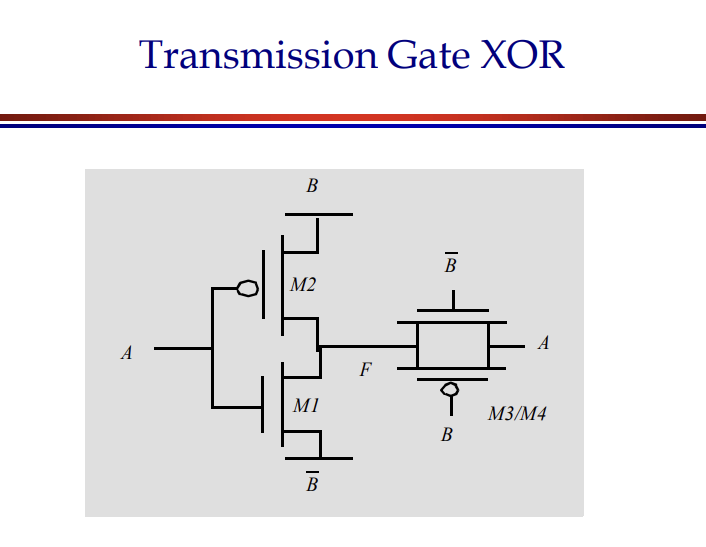 Transmission Gate XOR
B
B̅
M2
A
A
F
M1
M3/M4
B
B̅